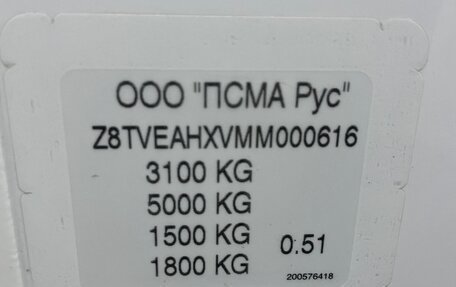 ООО "ПСМА Рус"
Z8TVEAHXVMM000616
3100 KG
5000 KG
1500 KG
0.51
1800 KG
200576418